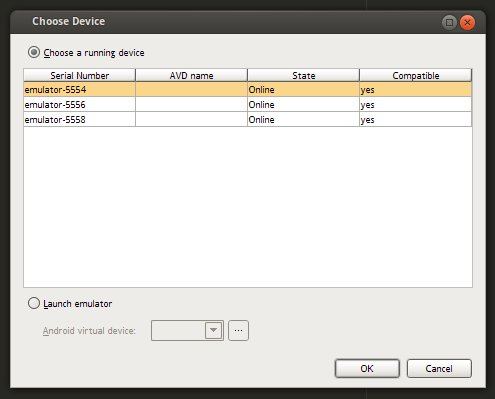 Choose Device
Choose a running device
Serial Number AVD name State Compatible
emulator-5554 Online yes
emulator-5556 Online yes
emulator-5558 Online yes
Launch emulator
Android virtual device: ...
OK Cancel